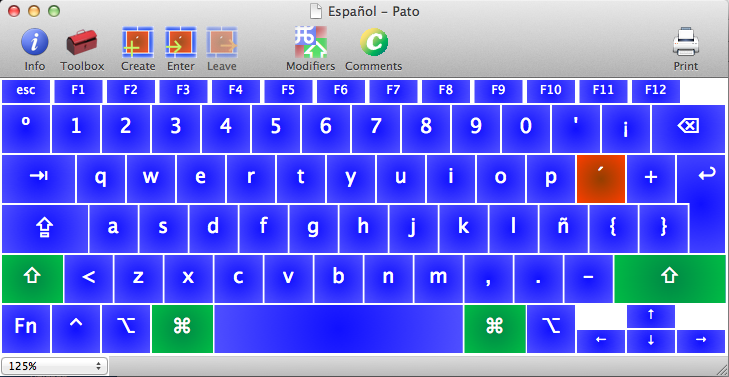 Español – Pato
Info Toolbox Create Enter Leave Modifiers Comments Print
esc F1 F2 F3 F4 F5 F6 F7 F8 F9 F10 F11 F12
º 1 2 3 4 5 6 7 8 9 0 ' ¡ ⌫
⇥ q w e r t y u i o p ´ + ↩
⇪ a s d f g h j k l ñ { }
⇧ < z x c v b n m , . - ⇧
Fn ^ ⌥ ⌘ ⌘ ⌥ ↑
← ↓ →
125%